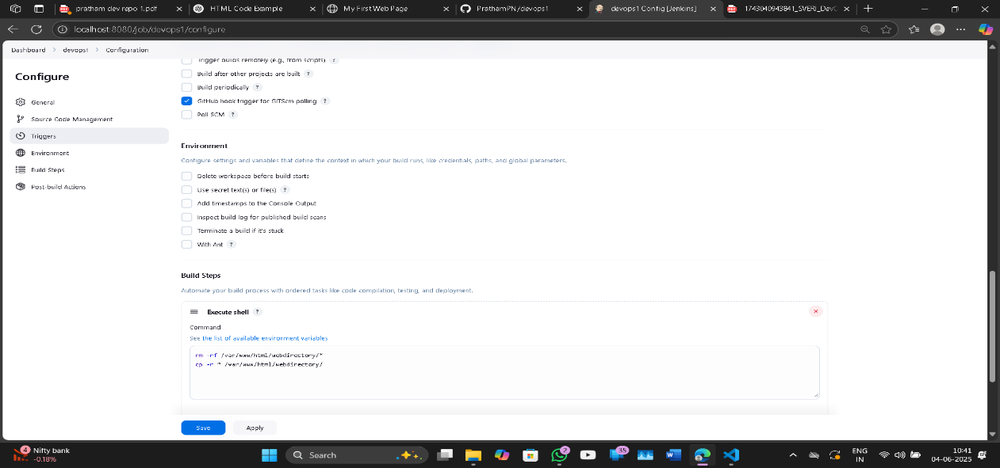 pratham dev repo 1.pdf
HTML Code Example
My First Web Page
PrathamPN/devops1
devops1 Config [Jenkins]
1743040943841_SVERI_DevO
localhost:8080/job/devops1/configure
Dashboard > devops1 > Configuration
Configure
General
Source Code Management
Triggers
Environment
Build Steps
Post-build Actions
Trigger builds remotely (e.g., from scripts) ?
Build after other projects are built ?
Build periodically ?
GitHub hook trigger for GITScm polling ?
Poll SCM ?
Environment
Configure settings and variables that define the context in which your build runs, like credentials, paths, and global parameters.
Delete workspace before build starts
Use secret text(s) or file(s) ?
Add timestamps to the Console Output
Inspect build log for published build scans
Terminate a build if it's stuck
With Ant ?
Build Steps
Automate your build process with ordered tasks like code compilation, testing, and deployment.
Execute shell ?
Command
See the list of available environment variables
rm -rf /var/www/html/webdirectory/*
cp -r * /var/www/html/webdirectory/
Save
Apply
4
Nifty bank
-0.18%
Search
2
35
ENG
IN
10:41
04-06-2025